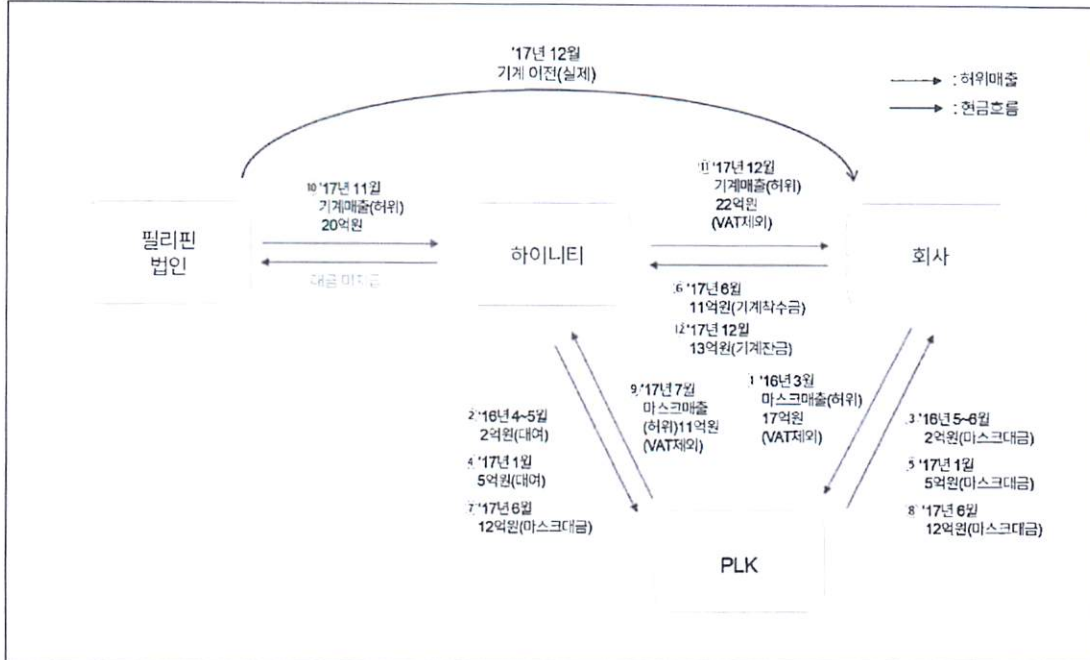 '17년 12월
기계 이전(실제)
: 허위매출
: 현금흐름
⑩ '17년 11월
기계매출(허위)
20억원
⑪ '17년 12월
기계매출(허위)
22억원
(VAT제외)
필리핀
법인
하이니티
회사
대금 미지급
⑥ '17년 6월
11억원(기계착수금)
⑫ '17년 12월
13억원(기계잔금)
② '16년 4~5월
2억원(대여)
④ '17년 1월
5억원(대여)
⑦ '17년 6월
12억원(마스크대금)
⑨ '17년 7월
마스크매출
(허위)11억원
(VAT제외)
① '16년 3월
마스크매출(허위)
17억원
(VAT제외)
③ '16년 5~6월
2억원(마스크대금)
⑤ '17년 1월
5억원(마스크대금)
⑧ '17년 6월
12억원(마스크대금)
PLK